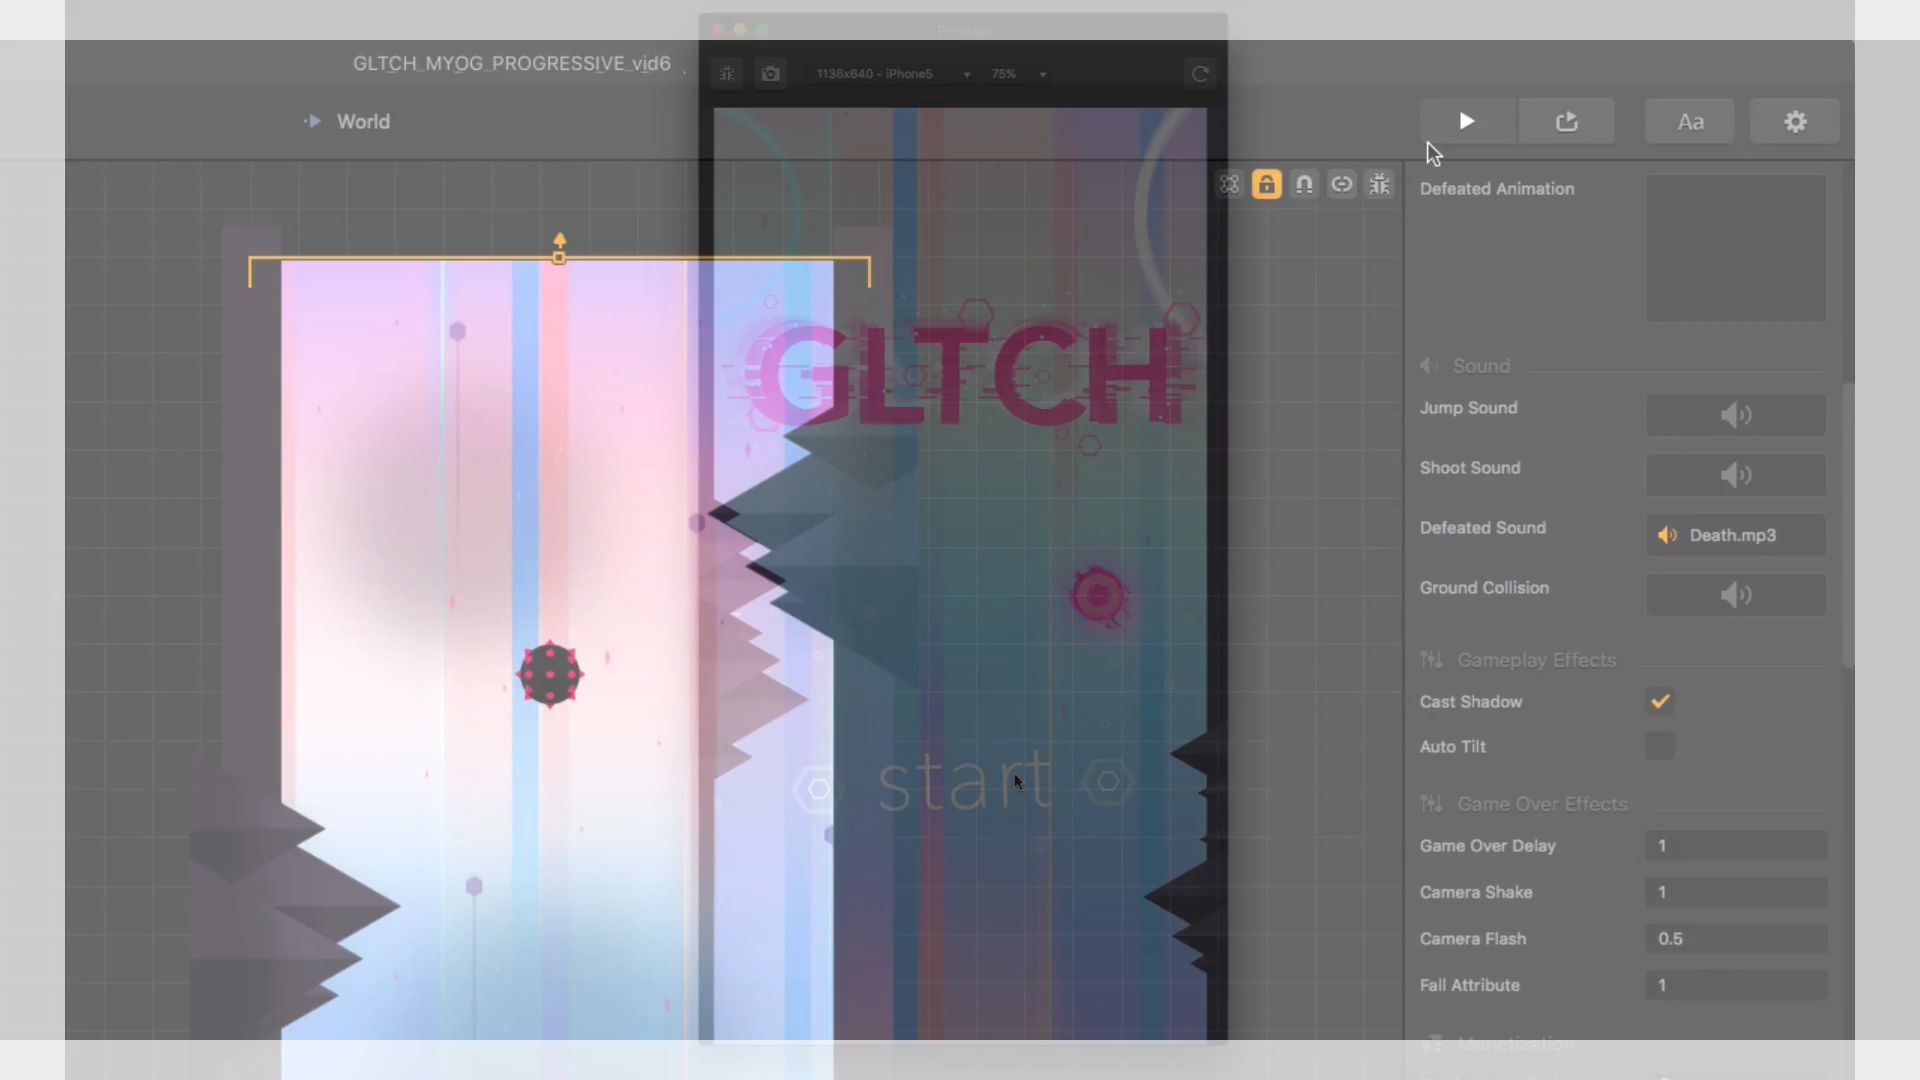 Preview
GLTCH_MYOG_PROGRESSIVE_vid6
1136x640 - iPhone5
75%
World
Aa
Defeated Animation
GLTCH
Sound
Jump Sound
Shoot Sound
Defeated Sound
Death.mp3
Ground Collision
Gameplay Effects
Cast Shadow
Auto Tilt
start
Game Over Effects
Game Over Delay
1
Camera Shake
1
Camera Flash
0.5
Fall Attribute
1
Monetization